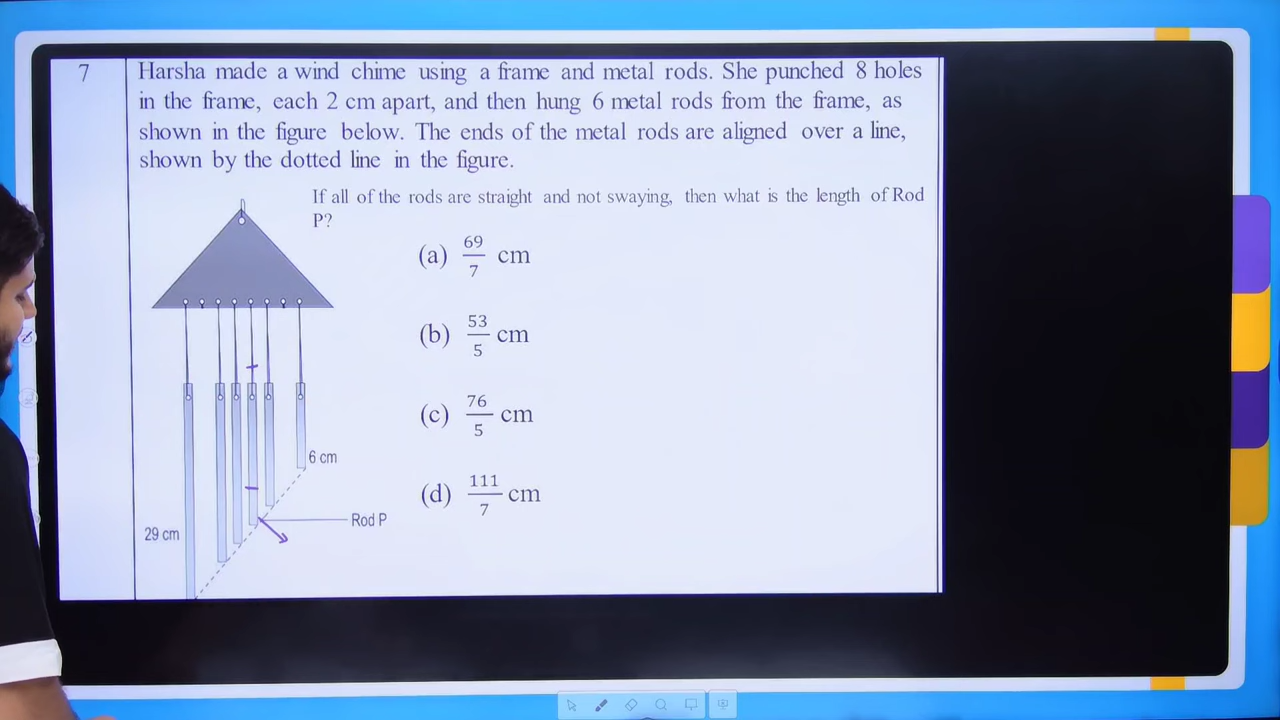 7
Harsha made a wind chime using a frame and metal rods. She punched 8 holes
in the frame, each 2 cm apart, and then hung 6 metal rods from the frame, as
shown in the figure below. The ends of the metal rods are aligned over a line,
shown by the dotted line in the figure.
If all of the rods are straight and not swaying, then what is the length of Rod
P?
(a) 69/7 cm
(b) 53/5 cm
(c) 76/5 cm
(d) 111/7 cm
6 cm
Rod P
29 cm